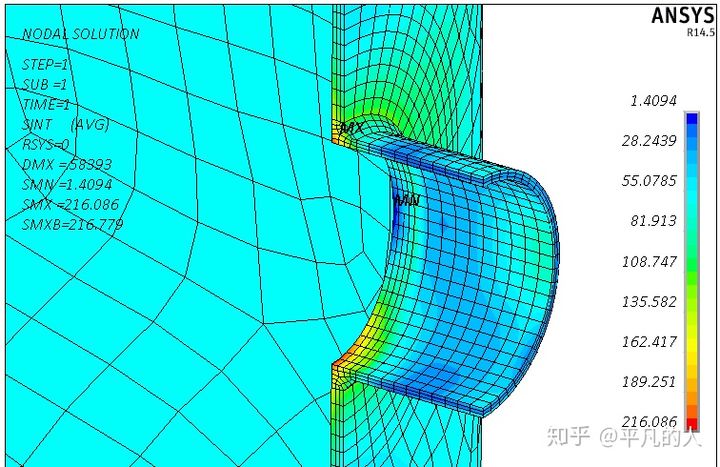 ANSYS
R14.5
NODAL SOLUTION
STEP=1
SUB =1
TIME=1
SINT (AVG)
RSYS=0
DMX =58393
SMN =1.4094
SMX =216.086
SMXB=216.779
MX
MN
1.4094
28.2439
55.0785
81.913
108.747
135.582
162.417
189.251
216.086
知乎 @平凡的人